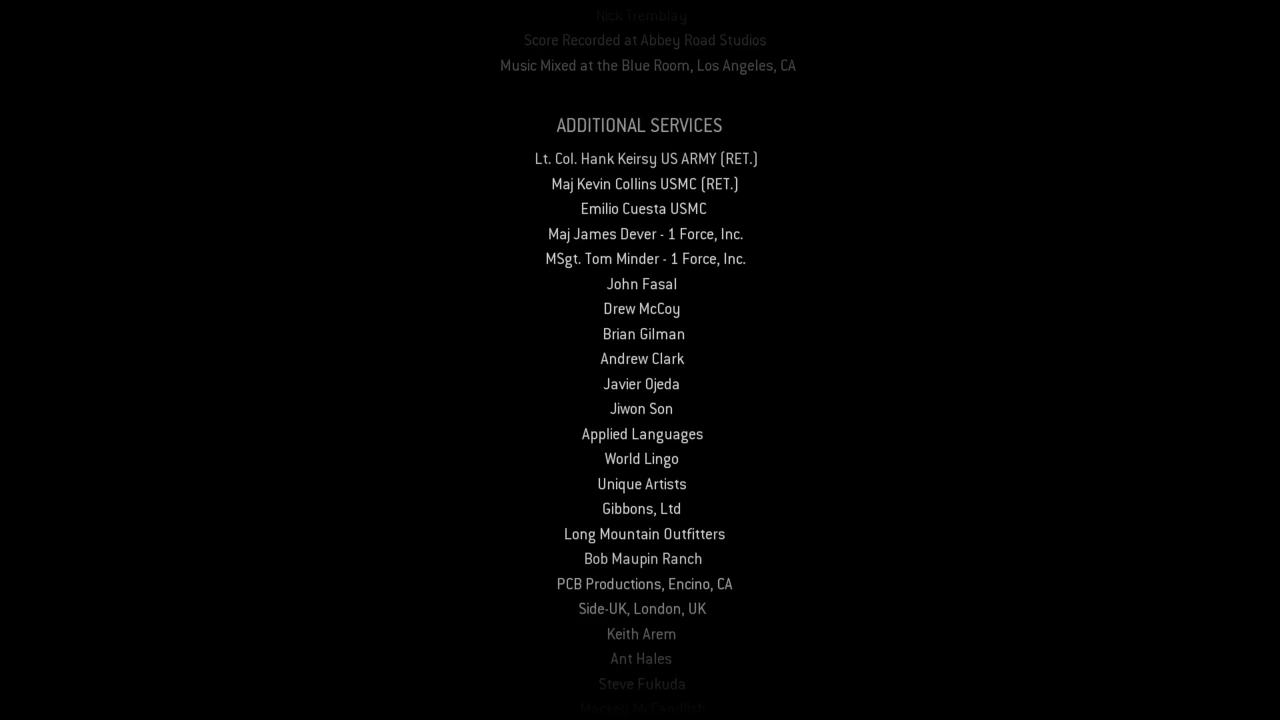 Nick Tremblay
Score Recorded at Abbey Road Studios
Music Mixed at the Blue Room, Los Angeles, CA
ADDITIONAL SERVICES
Lt. Col. Hank Keirsy US ARMY (RET.)
Maj Kevin Collins USMC (RET.)
Emilio Cuesta USMC
Maj James Dever - 1 Force, Inc.
MSgt. Tom Minder - 1 Force, Inc.
John Fasal
Drew McCoy
Brian Gilman
Andrew Clark
Javier Ojeda
Jiwon Son
Applied Languages
World Lingo
Unique Artists
Gibbons, Ltd
Long Mountain Outfitters
Bob Maupin Ranch
PCB Productions, Encino, CA
Side-UK, London, UK
Keith Arem
Ant Hales
Steve Fukuda
Mackey McCandlish